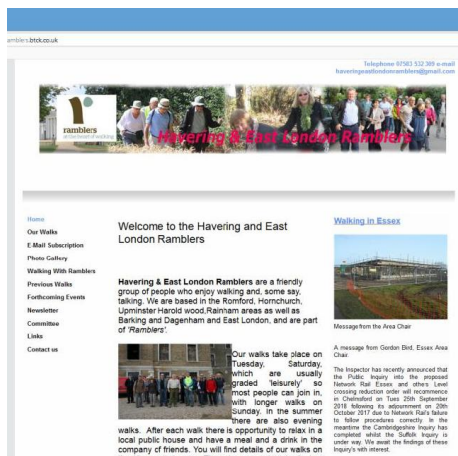 amblers.btck.co.uk
Telephone 07503 532 309 e-mail
haveringeastlondonramblers@gmail.com
ramblers
at the heart of walking
Havering & East London Ramblers
Home
Our Walks
E-Mail Subscription
Photo Gallery
Walking With Ramblers
Previous Walks
Forthcoming Events
Newsletter
Committee
Links
Contact us
Welcome to the Havering and East
London Ramblers
Havering & East London Ramblers are a friendly
group of people who enjoy walking and, some say,
talking. We are based in the Romford, Hornchurch,
Upminster Harold wood,Rainham areas as well as
Barking and Dagenham and East London, and are part
of 'Ramblers'.
Our walks take place on
Tuesday, Saturday,
which are usually
graded 'leisurely' so
most people can join in,
with longer walks on
Sunday. in the summer
there are also evening
walks. After each walk there is opportunity to relax in a
local public house and have a meal and a drink in the
company of friends. You will find details of our walks on
Walking in Essex
Message from the Area Chair
A message from Gordon Bird, Essex Area
Chair.
The Inspector has recently announced that
the Public Inquiry into the proposed
Network Rail Essex and others Level
crossing reduction order will recommence
in Chelmsford on Tues 25th September
2018 following its adjournment on 20th
October 2017 due to Network Rail's failure
to follow procedures correctly. In the
meantime the Cambridgeshire Inquiry has
completed whilst the Suffolk Inquiry is
under way. We await the findings of these
Inquiry's with interest.